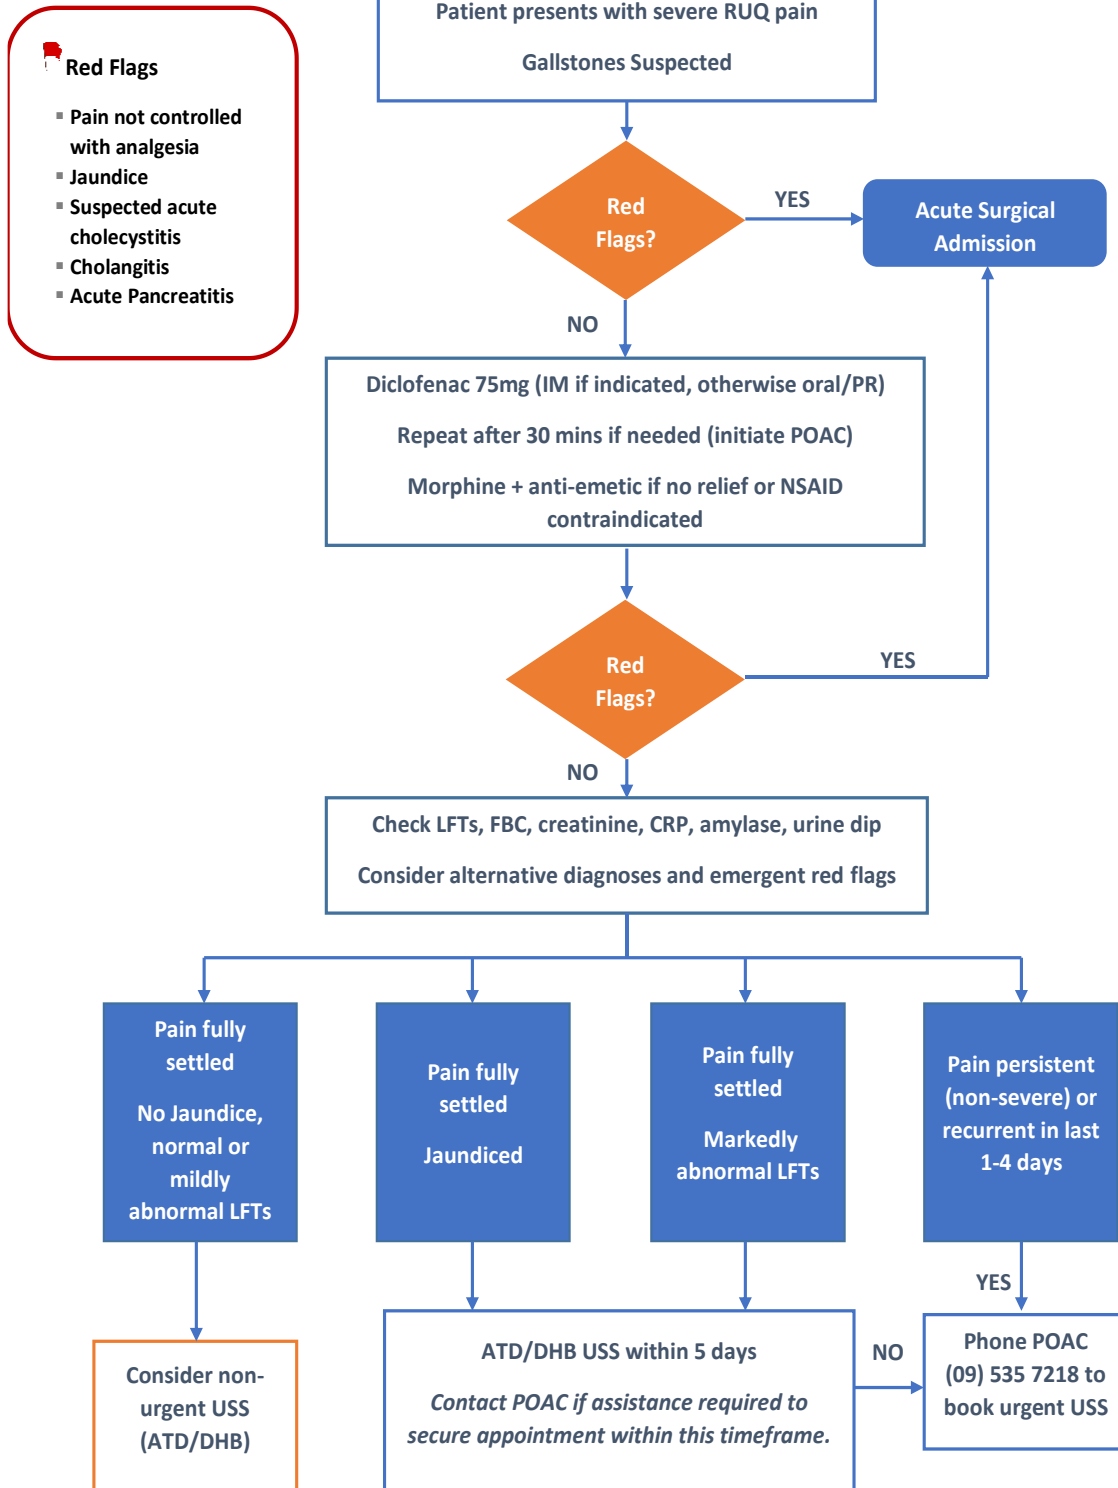 Patient presents with severe RUQ pain
Gallstones Suspected
Red Flags
▪ Pain not controlled
with analgesia
▪ Jaundice
▪ Suspected acute
cholecystitis
▪ Cholangitis
▪ Acute Pancreatitis
Red
Flags?
YES
Acute Surgical
Admission
NO
Diclofenac 75mg (IM if indicated, otherwise oral/PR)
Repeat after 30 mins if needed (initiate POAC)
Morphine + anti-emetic if no relief or NSAID
contraindicated
Red
Flags?
YES
NO
Check LFTs, FBC, creatinine, CRP, amylase, urine dip
Consider alternative diagnoses and emergent red flags
Pain fully
settled
No Jaundice,
normal or
mildly
abnormal LFTs
Pain fully
settled
Jaundiced
Pain fully
settled
Markedly
abnormal LFTs
Pain persistent
(non-severe) or
recurrent in last
1-4 days
YES
Consider non-
urgent USS
(ATD/DHB)
ATD/DHB USS within 5 days
Contact POAC if assistance required to
secure appointment within this timeframe.
NO
Phone POAC
(09) 535 7218 to
book urgent USS